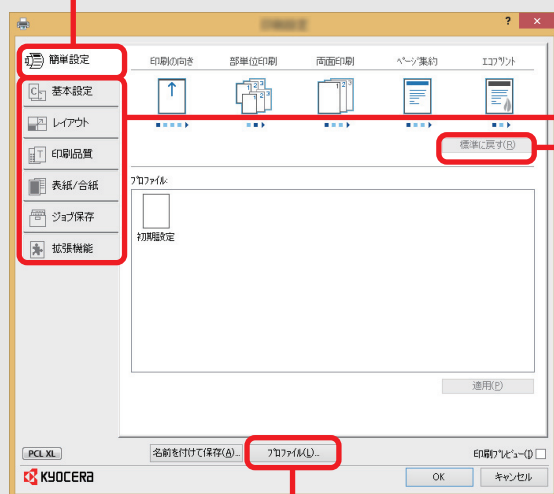 ?
簡単設定
印刷の向き 部単位印刷 両面印刷 ページ集約 エコプリント
基本設定
レイアウト
標準に戻す(R)
印刷品質
表紙/合紙
プロファイル:
ジョブ保存
初期設定
拡張機能
適用(P)
PCL XL 名前を付けて保存(A)... プロファイル(L)... 印刷プレビュー(I)
KYOCERA OK キャンセル